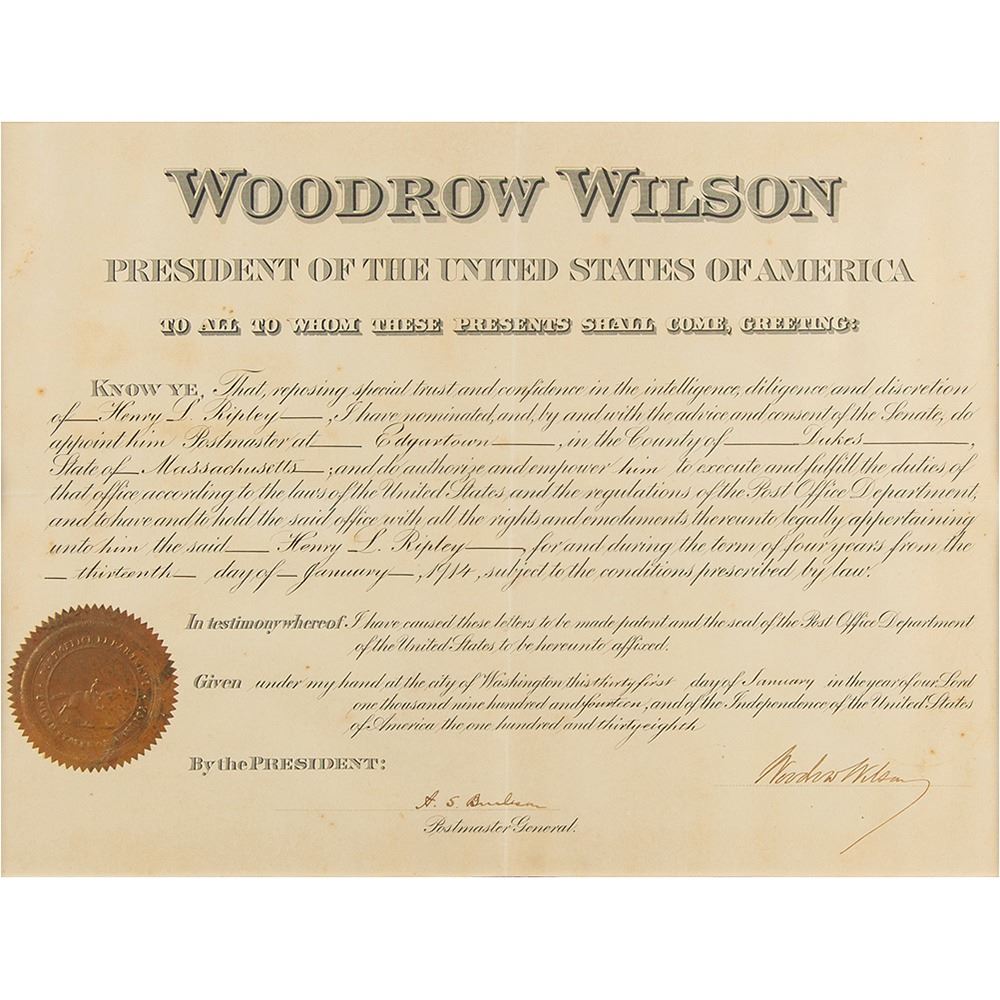 WOODROW WILSON
PRESIDENT OF THE UNITED STATES OF AMERICA
TO ALL TO WHOM THESE PRESENTS SHALL COME, GREETING:
KNOW YE, That, reposing special trust and confidence in the intelligence, diligence and discretion
of Henry L. Ripley, I have nominated, and, by and with the advice and consent of the Senate, do
appoint him Postmaster at Edgartown, in the County of Dukes,
State of Massachusetts; and do authorize and empower him to execute and fulfill the duties of
that office according to the laws of the United States and the regulations of the Post Office Department,
and to have and to hold the said office with all the rights and emoluments thereunto legally appertaining
unto him the said Henry L. Ripley, for and during the term of four years from the
thirteenth day of January, 1914, subject to the conditions prescribed by law.
In testimony whereof I have caused these letters to be made patent and the seal of the Post Office Department
of the United States to be hereunto affixed.
Given under my hand at the city of Washington, this thirty first day of January in the year of our Lord
one thousand nine hundred and fourteen, and of the Independence of the United States
of America the one hundred and thirty eighth
By the PRESIDENT:
Woodrow Wilson
A. S. Burleson
Postmaster General.